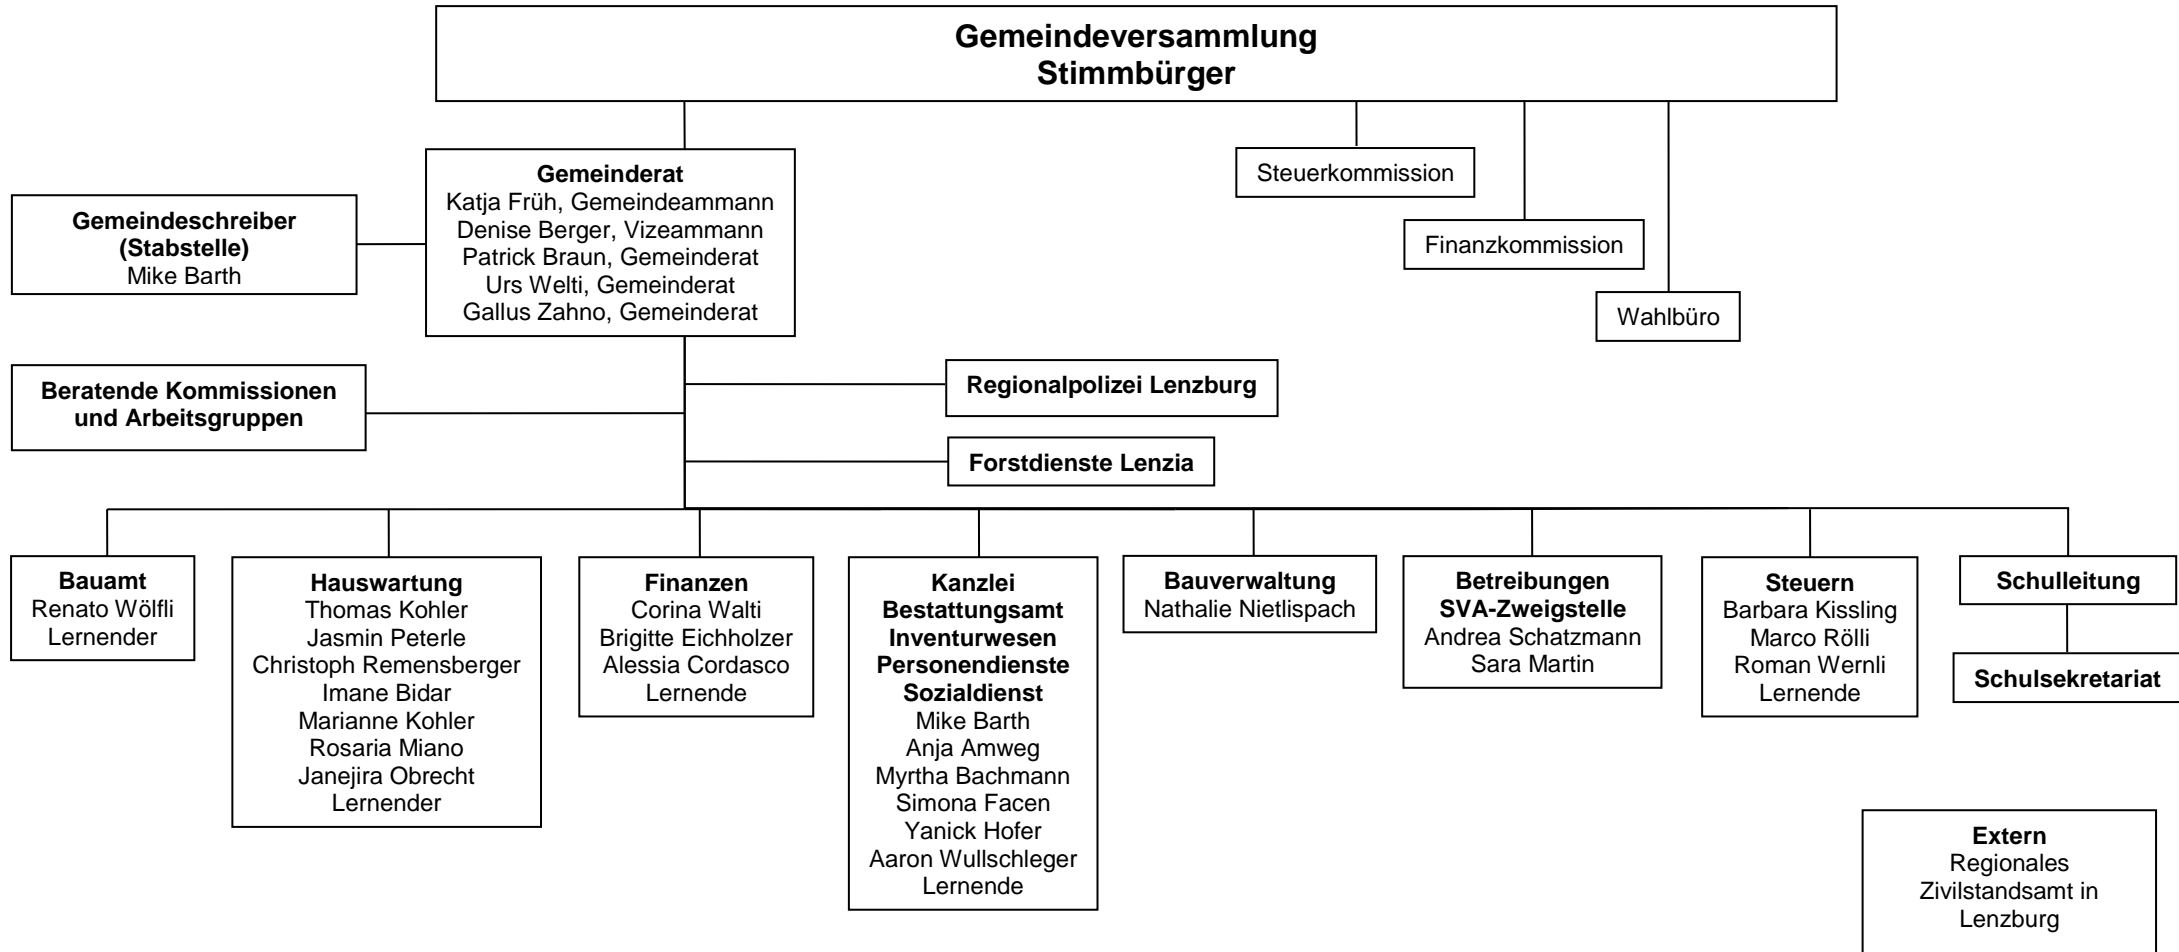 Gemeindeversammlung
Stimmbürger
Gemeinderat
Katja Früh, Gemeindeammann
Denise Berger, Vizeammann
Patrick Braun, Gemeinderat
Urs Welti, Gemeinderat
Gallus Zahno, Gemeinderat
Steuerkommission
Finanzkommission
Wahlbüro
Gemeindeschreiber
(Stabstelle)
Mike Barth
Beratende Kommissionen
und Arbeitsgruppen
Regionalpolizei Lenzburg
Forstdienste Lenzia
Bauamt
Renato Wölfli
Lernender
Hauswartung
Thomas Kohler
Jasmin Peterle
Christoph Remensberger
Imane Bidar
Marianne Kohler
Rosaria Miano
Janejira Obrecht
Lernender
Finanzen
Corina Walti
Brigitte Eichholzer
Alessia Cordasco
Lernende
Kanzlei
Bestattungsamt
Inventurwesen
Personendienste
Sozialdienst
Mike Barth
Anja Amweg
Myrtha Bachmann
Simona Facen
Yanick Hofer
Aaron Wullschleger
Lernende
Bauverwaltung
Nathalie Nietlispach
Betreibungen
SVA-Zweigstelle
Andrea Schatzmann
Sara Martin
Steuern
Barbara Kissling
Marco Rölli
Roman Wernli
Lernende
Schulleitung
Schulsekretariat
Extern
Regionales
Zivilstandsamt in
Lenzburg